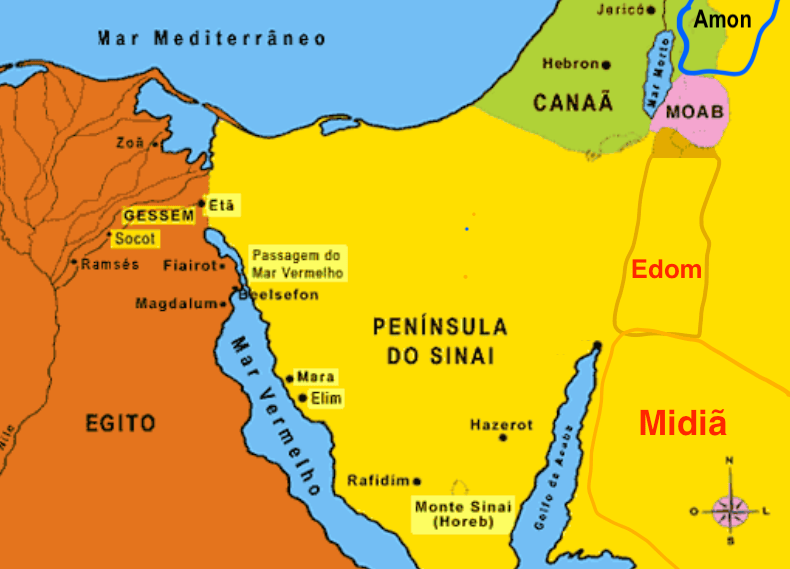 Jericó
Amon
Mar Mediterrâneo
Hebron
Mar Morto
CANAÃ
MOAB
Zoã
Etã
GESSEM
Socot
Ramsés
Fiairot
Passagem do
Mar Vermelho
Edom
Beelsefon
Magdalum
PENÍNSULA
DO SINAI
Mar Vermelho
Mara
Elim
EGITO
Midiã
Hazerot
Nilo
Golfo de Acaba
Rafidim
Monte Sinai
(Horeb)
N
O
L
S